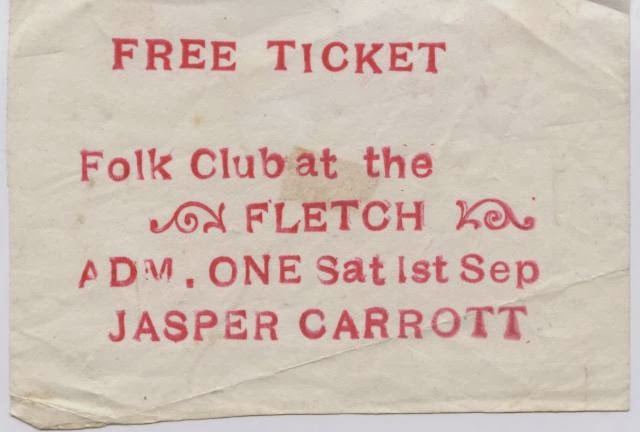 FREE TICKET
Folk Club at the
FLETCH
ADM. ONE Sat 1st Sep
JASPER CARROTT